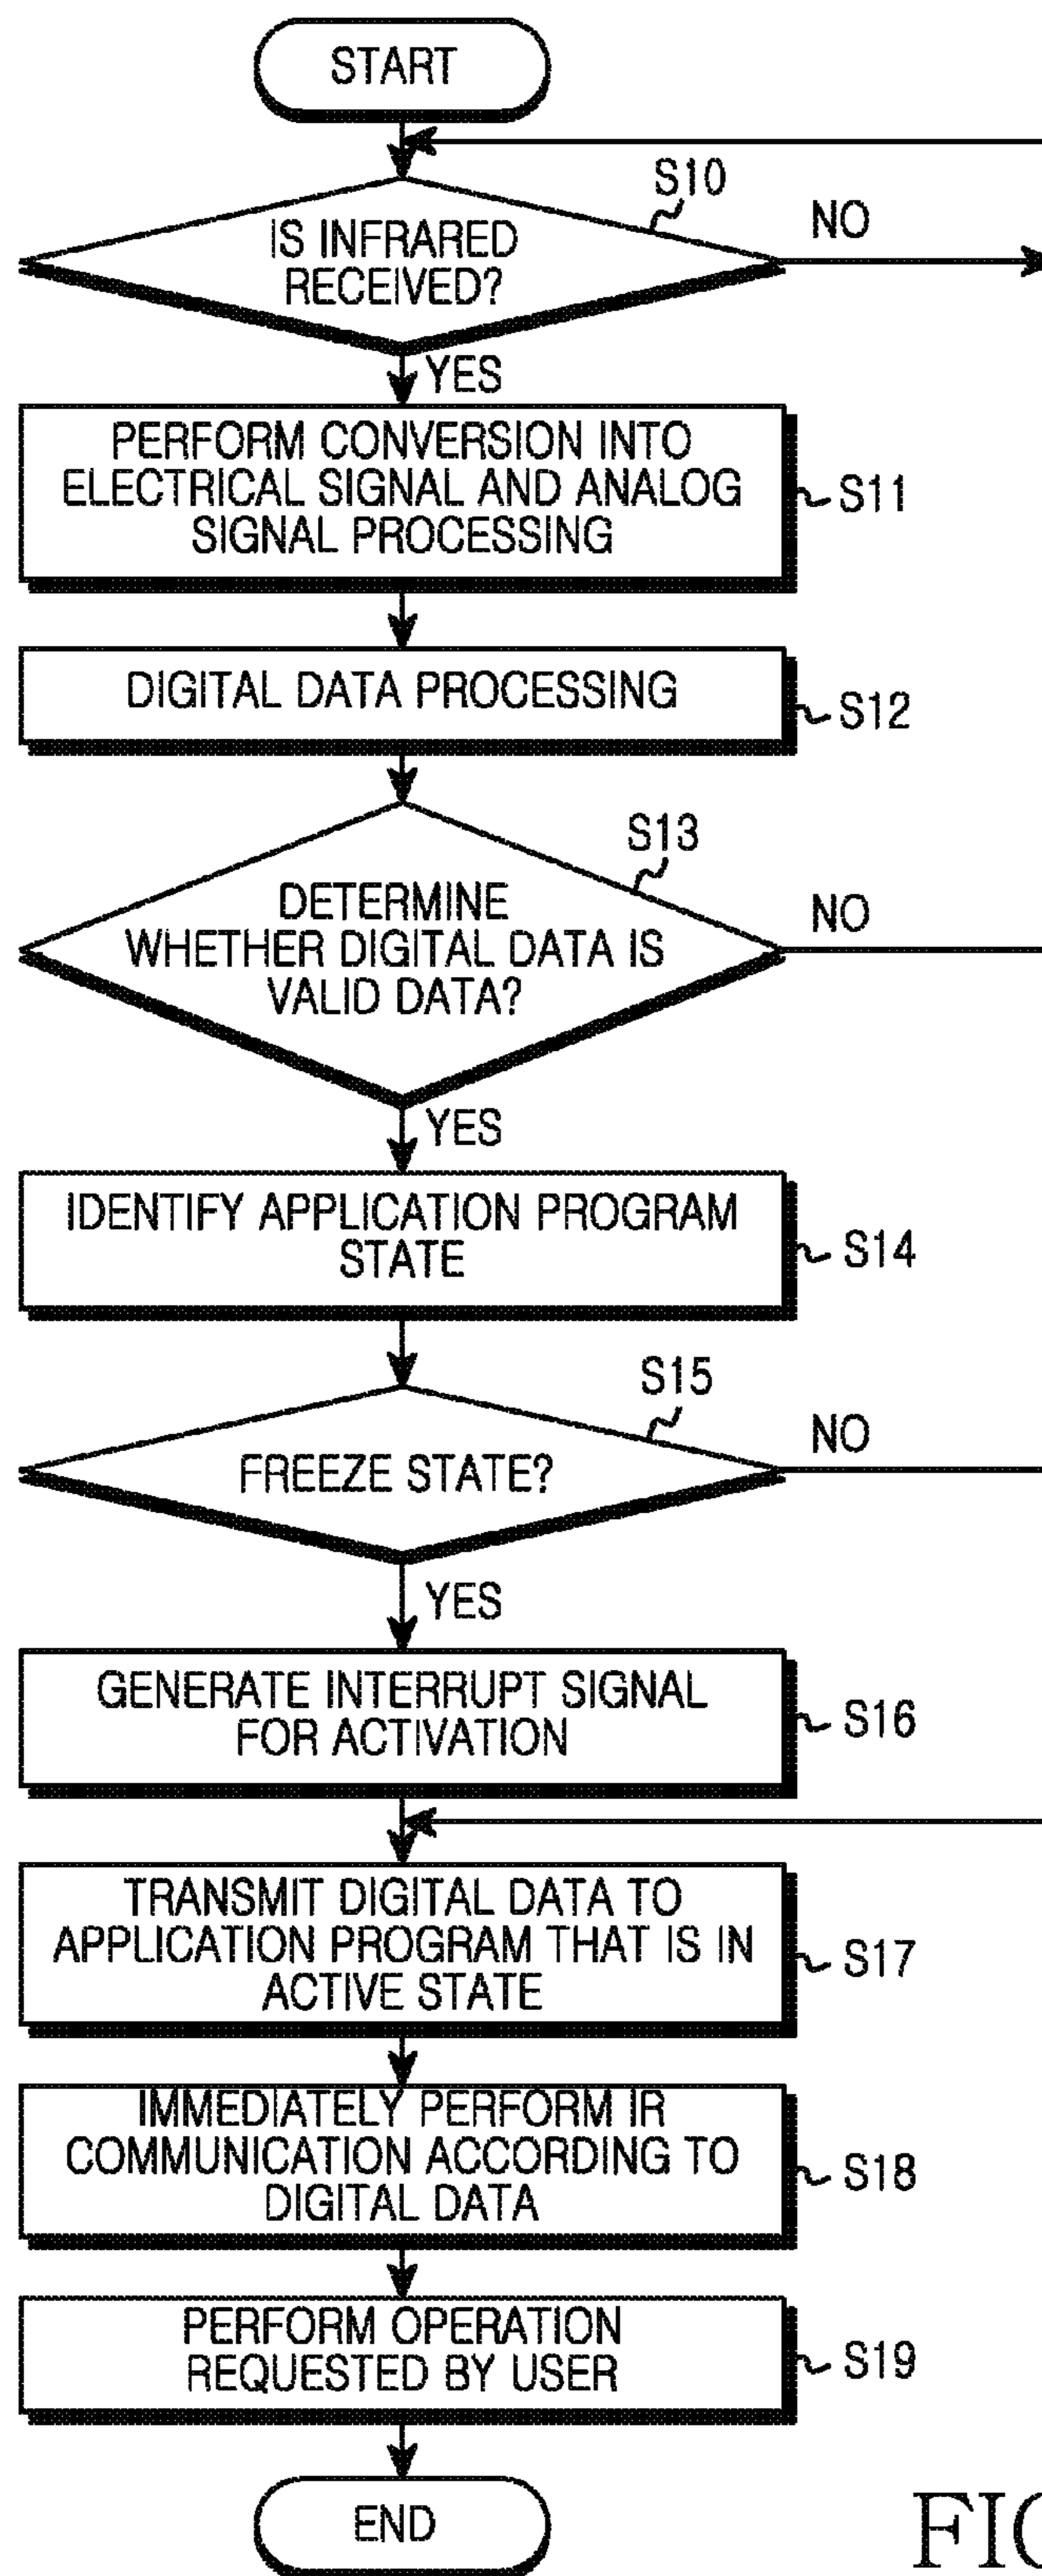 START
S10
IS INFRARED
RECEIVED?
NO
YES
PERFORM CONVERSION INTO
ELECTRICAL SIGNAL AND ANALOG
SIGNAL PROCESSING
S11
DIGITAL DATA PROCESSING
S12
S13
DETERMINE
WHETHER DIGITAL DATA IS
VALID DATA?
NO
YES
IDENTIFY APPLICATION PROGRAM
STATE
S14
S15
FREEZE STATE?
NO
YES
GENERATE INTERRUPT SIGNAL
FOR ACTIVATION
S16
TRANSMIT DIGITAL DATA TO
APPLICATION PROGRAM THAT IS IN
ACTIVE STATE
S17
IMMEDIATELY PERFORM IR
COMMUNICATION ACCORDING TO
DIGITAL DATA
S18
PERFORM OPERATION
REQUESTED BY USER
S19
END